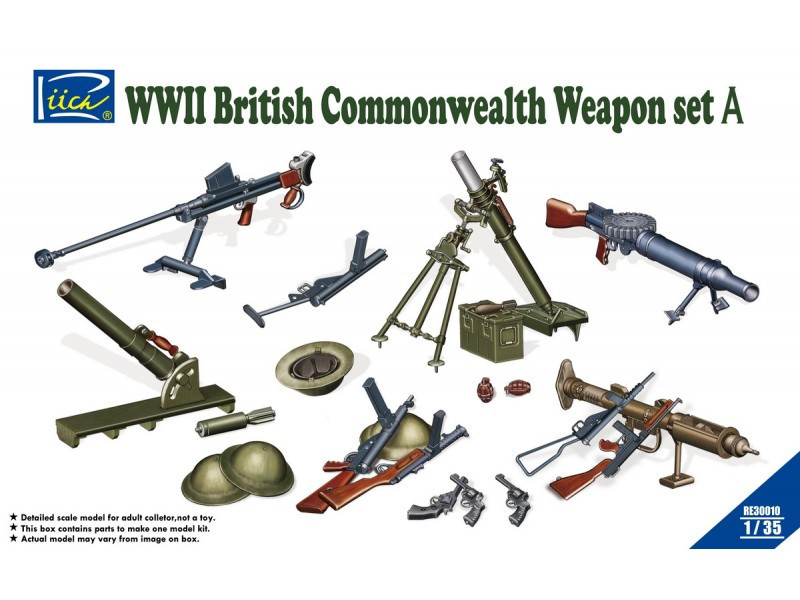 Riich®
WWII British Commonwealth Weapon set A
★ Detailed scale model for adult colletor,not a toy.
★ This box contains parts to make one model kit.
★ Actual model may vary from image on box.
RE30010
1/35